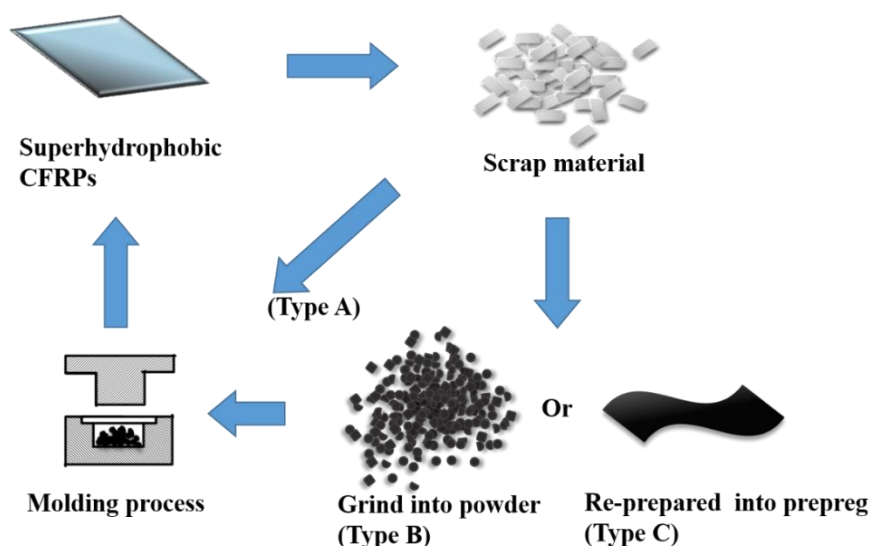 Superhydrophobic
CFRPs
Scrap material
(Type A)
Or
Molding process
Grind into powder
(Type B)
Re-prepared into prepreg
(Type C)